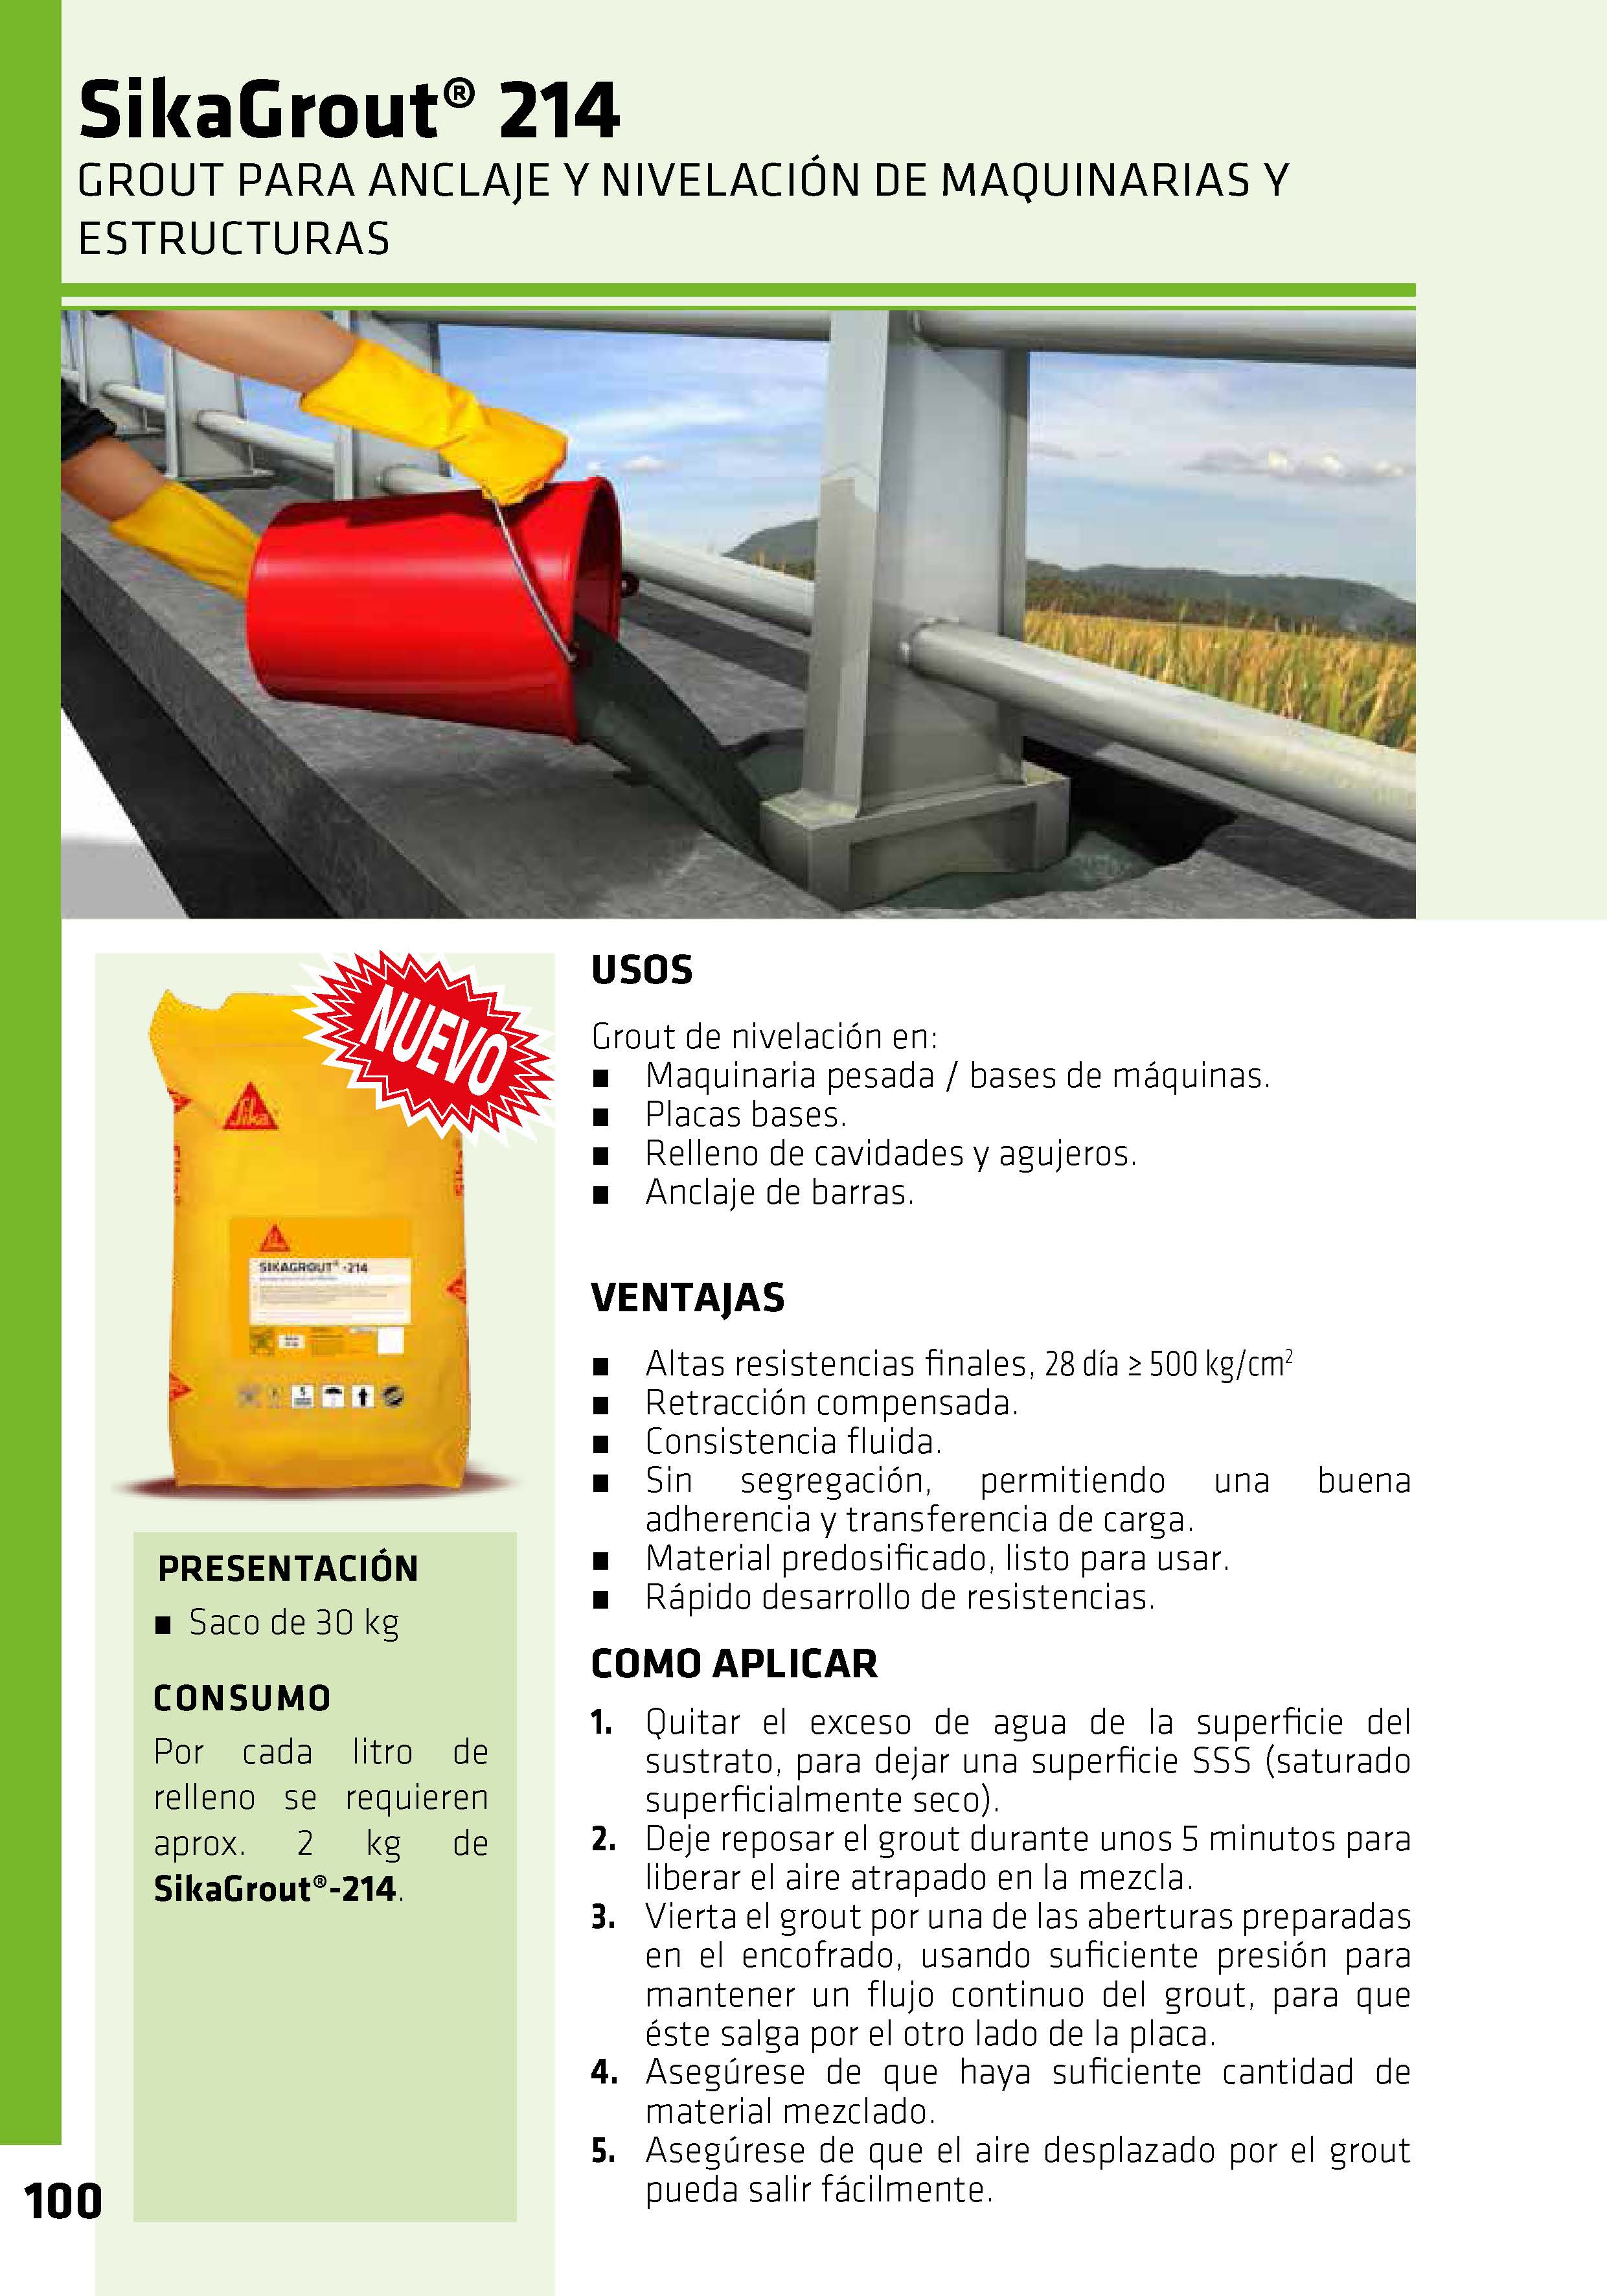 SikaGrout® 214
GROUT PARA ANCLAJE Y NIVELACIÓN DE MAQUINARIAS Y
ESTRUCTURAS
NUEVO
Sika
SIKAGROUT® -214
PRESENTACIÓN
■ Saco de 30 kg
CONSUMO
Por cada litro de
relleno se requieren
aprox. 2 kg de
SikaGrout®-214.
USOS
Grout de nivelación en:
■ Maquinaria pesada / bases de máquinas.
■ Placas bases.
■ Relleno de cavidades y agujeros.
■ Anclaje de barras.
VENTAJAS
■ Altas resistencias finales, 28 día ≥ 500 kg/cm²
■ Retracción compensada.
■ Consistencia fluida.
■ Sin segregación, permitiendo una buena
adherencia y transferencia de carga.
■ Material predosificado, listo para usar.
■ Rápido desarrollo de resistencias.
COMO APLICAR
1. Quitar el exceso de agua de la superficie del
sustrato, para dejar una superficie SSS (saturado
superficialmente seco).
2. Deje reposar el grout durante unos 5 minutos para
liberar el aire atrapado en la mezcla.
3. Vierta el grout por una de las aberturas preparadas
en el encofrado, usando suficiente presión para
mantener un flujo continuo del grout, para que
éste salga por el otro lado de la placa.
4. Asegúrese de que haya suficiente cantidad de
material mezclado.
5. Asegúrese de que el aire desplazado por el grout
pueda salir fácilmente.
100